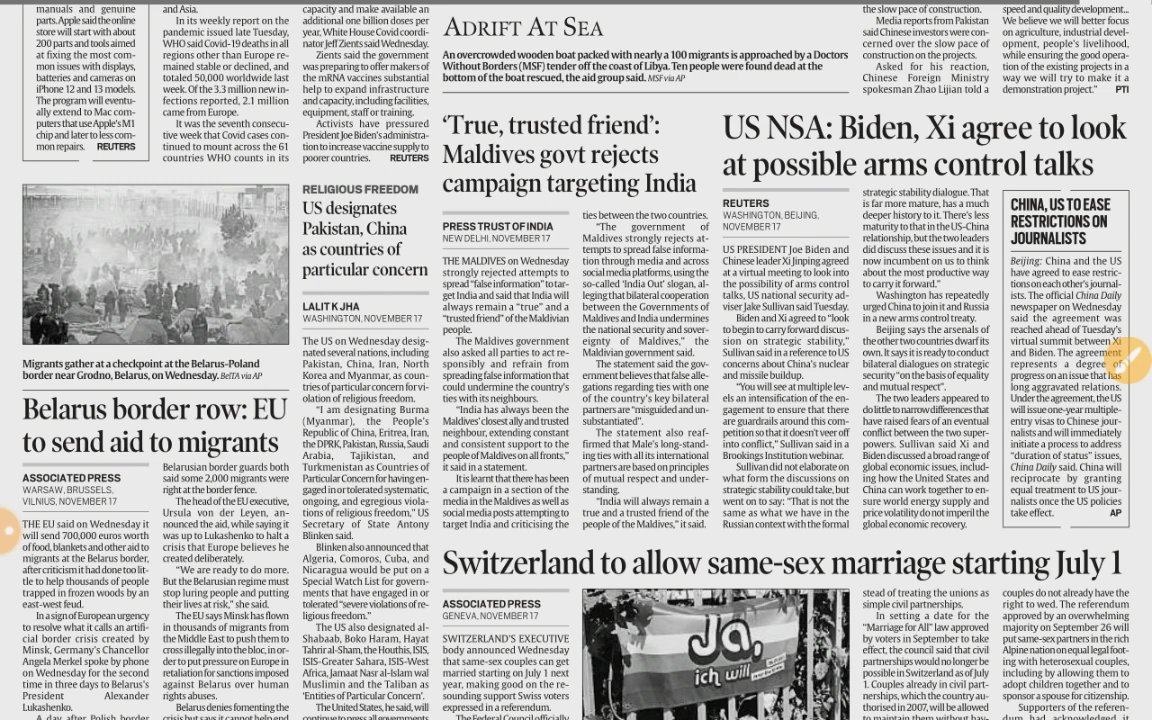 manuals and genuine
parts. Apple said the online
store will start with about
200 parts and tools aimed
at fixing the most com-
mon issues with displays,
batteries and cameras on
iPhone 12 and 13 models.
The program will eventu-
ally extend to Mac com-
puters that use Apple's M1
chip and later to less com-
mon repairs. REUTERS
and Asia.
In its weekly report on the
pandemic issued late Tuesday,
WHO said Covid-19 deaths in all
regions other than Europe re-
mained stable or declined, and
totaled 50,000 worldwide last
week. Of the 3.3 million new in-
fections reported, 2.1 million
came from Europe.
It was the seventh consecu-
tive week that Covid cases con-
tinued to mount across the 61
countries WHO counts in its
capacity and make available an
additional one billion doses per
year, White House Covid coordi-
nator Jeff Zients said Wednesday.
Zients said the government
was preparing to offer makers of
the mRNA vaccines substantial
help to expand infrastructure
and capacity, including facilities,
equipment, staff or training.
Activists have pressured
President Joe Biden's administra-
tion to increase vaccine supply to
poorer countries. REUTERS
ADRIFT AT SEA
An overcrowded wooden boat packed with nearly a 100 migrants is approached by a Doctors
Without Borders (MSF) tender off the coast of Libya. Ten people were found dead at the
bottom of the boat rescued, the aid group said. MSF via AP
the slow pace of construction.
Media reports from Pakistan
said Chinese investors were con-
cerned over the slow pace of
construction on the projects.
Asked for his reaction,
Chinese Foreign Ministry
spokesman Zhao Lijian told a
speed and quality development...
We believe we will better focus
on agriculture, industrial devel-
opment, people's livelihood,
while ensuring the good opera-
tion of the existing projects in a
way we will try to make it a
demonstration project." PTI
Migrants gather at a checkpoint at the Belarus-Poland
border near Grodno, Belarus, on Wednesday. BelTA via AP
Belarus border row: EU
to send aid to migrants
ASSOCIATED PRESS
WARSAW, BRUSSELS,
VILNIUS, NOVEMBER 17
THE EU said on Wednesday it
will send 700,000 euros worth
of food, blankets and other aid to
migrants at the Belarus border,
after criticism it had done too lit-
tle to help thousands of people
trapped in frozen woods by an
east-west feud.
In a sign of European urgency
to resolve what it calls an artifi-
cial border crisis created by
Minsk, Germany's Chancellor
Angela Merkel spoke by phone
on Wednesday for the second
time in three days to Belarus's
President Alexander
Lukashenko.
A day after Polish border
Belarusian border guards both
said some 2,000 migrants were
right at the border fence.
The head of the EU executive,
Ursula von der Leyen, an-
nounced the aid, while saying it
was up to Lukashenko to halt a
crisis that Europe believes he
created deliberately.
"We are ready to do more.
But the Belarusian regime must
stop luring people and putting
their lives at risk," she said.
The EU says Minsk has flown
in thousands of migrants from
the Middle East to push them to
cross illegally into the bloc, in or-
der to put pressure on Europe in
retaliation for sanctions imposed
against Belarus over human
rights abuses.
Belarus denies fomenting the
crisis but says it cannot help end
RELIGIOUS FREEDOM
US designates
Pakistan, China
as countries of
particular concern
LALIT K JHA
WASHINGTON, NOVEMBER 17
THE US on Wednesday desig-
nated several nations, including
Pakistan, China, Iran, North
Korea and Myanmar, as coun-
tries of particular concern for vi-
olation of religious freedom.
"I am designating Burma
(Myanmar), the People's
Republic of China, Eritrea, Iran,
the DPRK, Pakistan, Russia, Saudi
Arabia, Tajikistan, and
Turkmenistan as Countries of
Particular Concern for having en-
gaged in or tolerated systematic,
ongoing, and egregious viola-
tions of religious freedom," US
Secretary of State Antony
Blinken said.
Blinken also announced that
Algeria, Comoros, Cuba, and
Nicaragua would be put on a
Special Watch List for govern-
ments that have engaged in or
tolerated "severe violations of re-
ligious freedom."
The US also designated al-
Shabaab, Boko Haram, Hayat
Tahrir al-Sham, the Houthis, ISIS,
ISIS-Greater Sahara, ISIS-West
Africa, Jamaat Nasr al-Islam wal
Muslimin and the Taliban as
'Entities of Particular Concern'.
The United States, he said, will
continue to press all governments
'True, trusted friend':
Maldives govt rejects
campaign targeting India
PRESS TRUST OF INDIA
NEW DELHI, NOVEMBER 17
THE MALDIVES on Wednesday
strongly rejected attempts to
spread "false information" to tar-
get India and said that India will
always remain a "true" and a
"trusted friend" of the Maldivian
people.
The Maldives government
also asked all parties to act re-
sponsibly and refrain from
spreading false information that
could undermine the country's
ties with its neighbours.
"India has always been the
Maldives' closest ally and trusted
neighbour, extending constant
and consistent support to the
people of Maldives on all fronts,"
it said in a statement.
It is learnt that there has been
a campaign in a section of the
media in the Maldives as well as
social media posts attempting to
target India and criticising the
ties between the two countries.
"The government of
Maldives strongly rejects at-
tempts to spread false informa-
tion through media and across
social media platforms, using the
so-called 'India Out' slogan, al-
leging that bilateral cooperation
between the Governments of
Maldives and India undermines
the national security and sover-
eignty of Maldives," the
Maldivian government said.
The statement said the gov-
ernment believes that false alle-
gations regarding ties with one
of the country's key bilateral
partners are "misguided and un-
substantiated".
The statement also reaf-
firmed that Male's long-stand-
ing ties with all its international
partners are based on principles
of mutual respect and under-
standing.
"India will always remain a
true and a trusted friend of the
people of the Maldives," it said.
US NSA: Biden, Xi agree to look
at possible arms control talks
REUTERS
WASHINGTON, BEIJING,
NOVEMBER 17
US PRESIDENT Joe Biden and
Chinese leader Xi Jinping agreed
at a virtual meeting to look into
the possibility of arms control
talks, US national security ad-
viser Jake Sullivan said Tuesday.
Biden and Xi agreed to "look
to begin to carry forward discus-
sion on strategic stability,"
Sullivan said in a reference to US
concerns about China's nuclear
and missile buildup.
"You will see at multiple lev-
els an intensification of the en-
gagement to ensure that there
are guardrails around this com-
petition so that it doesn't veer off
into conflict," Sullivan said in a
Brookings Institution webinar.
Sullivan did not elaborate on
what form the discussions on
strategic stability could take, but
went on to say: "That is not the
same as what we have in the
Russian context with the formal
strategic stability dialogue. That
is far more mature, has a much
deeper history to it. There's less
maturity to that in the US-China
relationship, but the two leaders
did discuss these issues and it is
now incumbent on us to think
about the most productive way
to carry it forward."
Washington has repeatedly
urged China to join it and Russia
in a new arms control treaty.
Beijing says the arsenals of
the other two countries dwarf its
own. It says it is ready to conduct
bilateral dialogues on strategic
security "on the basis of equality
and mutual respect".
The two leaders appeared to
do little to narrow differences that
have raised fears of an eventual
conflict between the two super-
powers. Sullivan said Xi and
Biden discussed a broad range of
global economic issues, includ-
ing how the United States and
China can work together to en-
sure world energy supply and
price volatility do not imperil the
global economic recovery.
CHINA, US TO EASE
RESTRICTIONS ON
JOURNALISTS
Beijing: China and the US
have agreed to ease restric-
tions on each other's journal-
ists. The official China Daily
newspaper on Wednesday
said the agreement was
reached ahead of Tuesday's
virtual summit between Xi
and Biden. The agreement
represents a degree of
progress on an issue that has
long aggravated relations.
Under the agreement, the US
will issue one-year multiple-
entry visas to Chinese jour-
nalists and will immediately
initiate a process to address
"duration of status" issues,
China Daily said. China will
reciprocate by granting
equal treatment to US jour-
nalists once the US policies
take effect. AP
Switzerland to allow same-sex marriage starting July 1
ASSOCIATED PRESS
GENEVA, NOVEMBER 17
SWITZERLAND'S EXECUTIVE
body announced Wednesday
that same-sex couples can get
married starting on July 1 next
year, making good on the re-
sounding support Swiss voters
expressed in a referendum.
The Federal Council officially
Ja,
ich will
stead of treating the unions as
simple civil partnerships.
In setting a date for the
"Marriage for All" law approved
by voters in September to take
effect, the council said that civil
partnerships would no longer be
possible in Switzerland as of July
1. Couples already in civil part-
nerships, which the country au-
thorised in 2007, will be allowed
to maintain them without hav-
couples do not already have the
right to wed. The referendum
approved by an overwhelming
majority on September 26 will
put same-sex partners in the rich
Alpine nation on equal legal foot-
ing with heterosexual couples,
including by allowing them to
adopt children together and to
sponsor a spouse for citizenship.
Supporters of the referen-
dum had acknowledged it